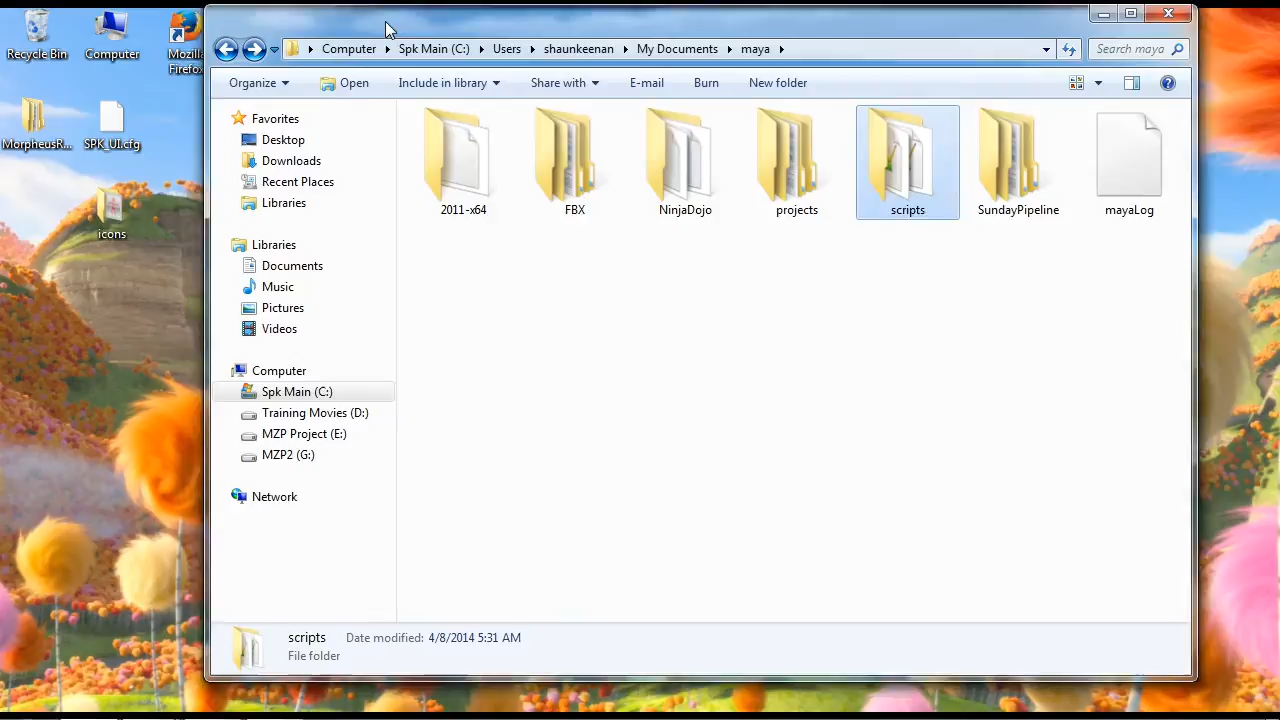 Recycle Bin
Computer
Mozilla
Firefox
MorpheusR...
SPK_UI.cfg
icons
Computer
Spk Main (C:)
Users
shaunkeenan
My Documents
maya
Search maya
Organize
Open
Include in library
Share with
E-mail
Burn
New folder
Favorites
Desktop
Downloads
Recent Places
Libraries
Libraries
Documents
Music
Pictures
Videos
Computer
Spk Main (C:)
Training Movies (D:)
MZP Project (E:)
MZP2 (G:)
Network
2011-x64
FBX
NinjaDojo
projects
scripts
SundayPipeline
mayaLog
scripts
Date modified: 4/8/2014 5:31 AM
File folder